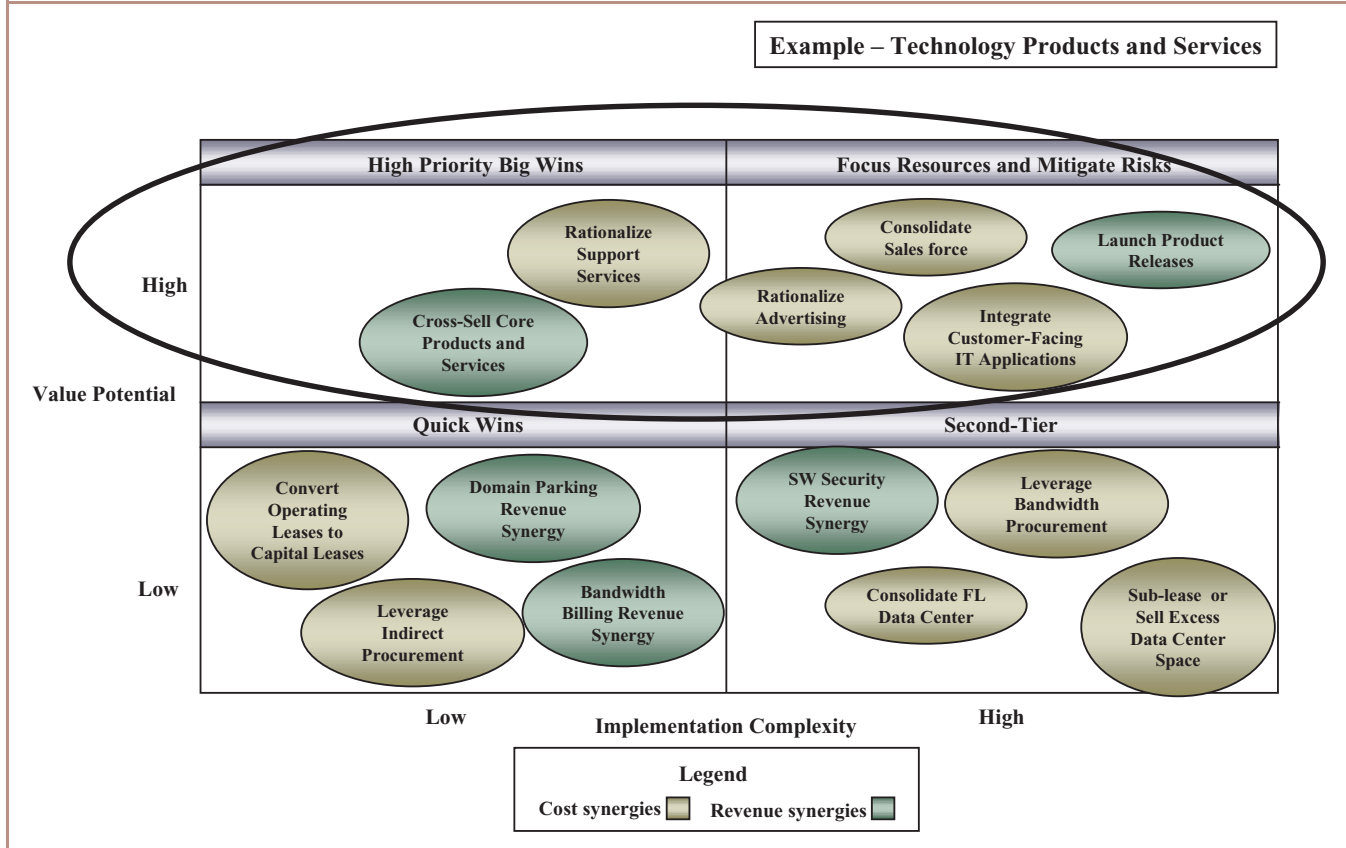 Example – Technology Products and Services
High Priority Big Wins
Focus Resources and Mitigate Risks
Rationalize
Support
Services
Cross-Sell Core
Products and
Services
Consolidate
Sales force
Launch Product
Releases
Rationalize
Advertising
Integrate
Customer-Facing
IT Applications
High
Value Potential
Quick Wins
Second-Tier
Convert
Operating
Leases to
Capital Leases
Domain Parking
Revenue
Synergy
Leverage
Indirect
Procurement
Bandwidth
Billing Revenue
Synergy
SW Security
Revenue
Synergy
Leverage
Bandwidth
Procurement
Consolidate FL
Data Center
Sub-lease or
Sell Excess
Data Center
Space
Low
Low
Implementation Complexity
High
Legend
Cost synergies
Revenue synergies